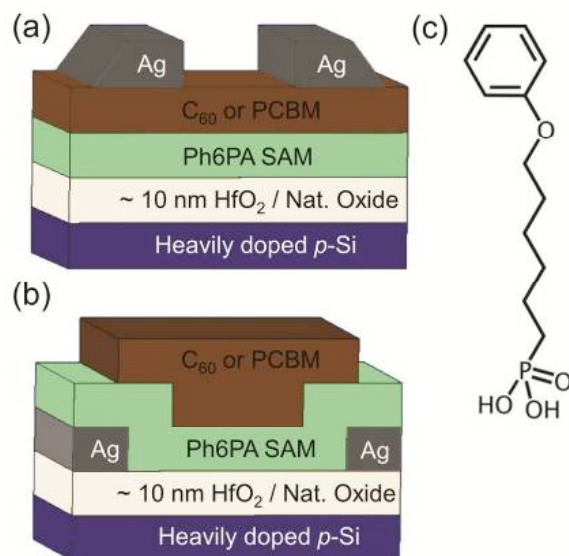 (a)
Ag
Ag
C₆₀ or PCBM
Ph6PA SAM
~ 10 nm HfO₂ / Nat. Oxide
Heavily doped p-Si
(b)
C₆₀ or PCBM
Ag
Ph6PA SAM
Ag
~ 10 nm HfO₂ / Nat. Oxide
Heavily doped p-Si
(c)
O
P
O
HO
OH